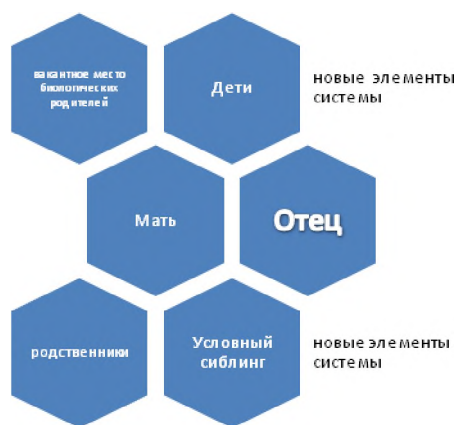 вакантное место
биологических
родителей
Дети
новые элементы
системы
Мать
Отец
родственники
Условный
сиблинг
новые элементы
системы